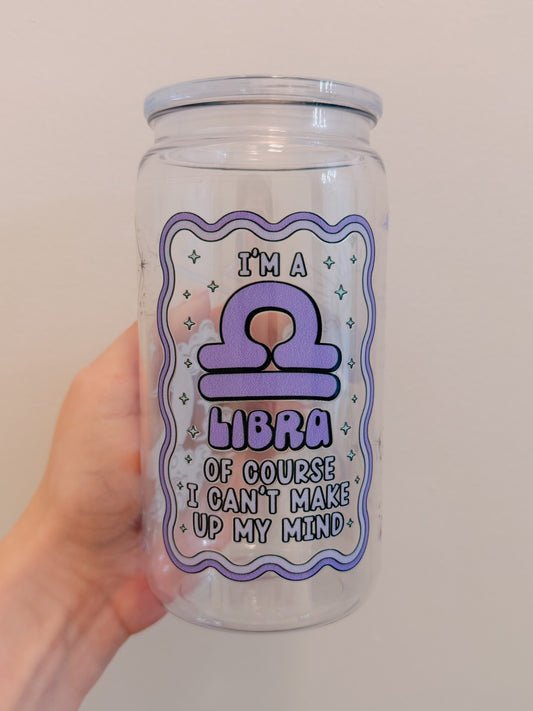 I'M A
LIBRA
OF COURSE
I CAN'T MAKE
UP MY MIND